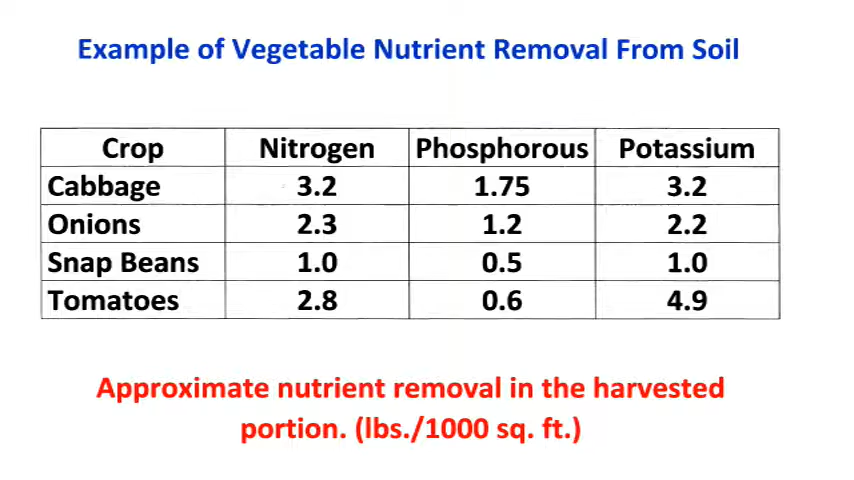 Example of Vegetable Nutrient Removal From Soil
Crop Nitrogen Phosphorous Potassium
Cabbage 3.2 1.75 3.2
Onions 2.3 1.2 2.2
Snap Beans 1.0 0.5 1.0
Tomatoes 2.8 0.6 4.9
Approximate nutrient removal in the harvested
portion. (lbs./1000 sq. ft.)